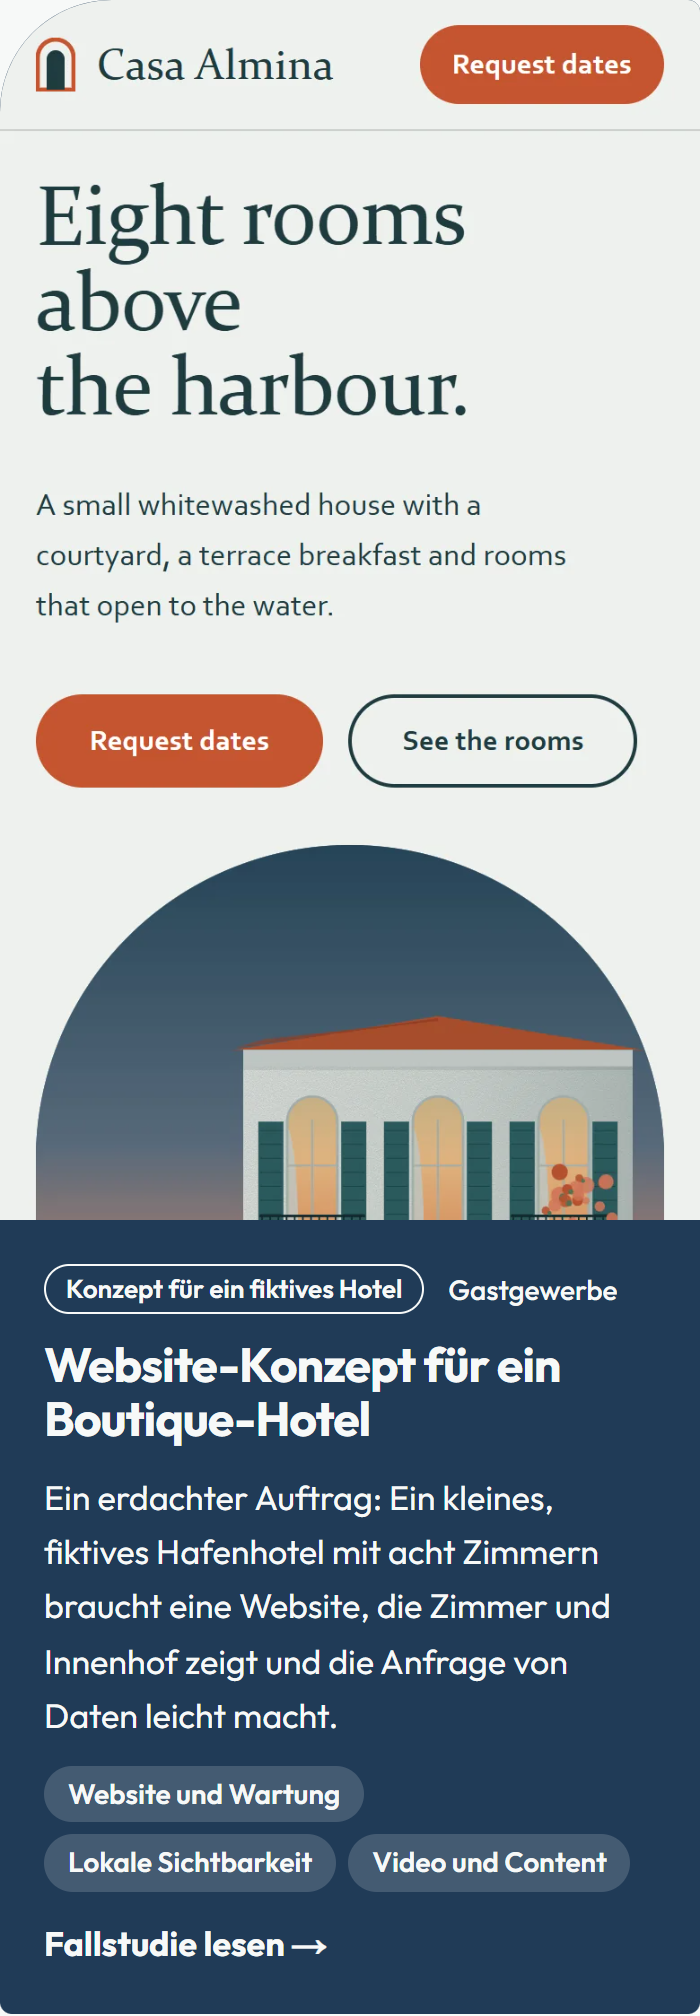 Casa Almina
Request dates
Eight rooms
above
the harbour.
A small whitewashed house with a
courtyard, a terrace breakfast and rooms
that open to the water.
Request dates
See the rooms
Konzept für ein fiktives Hotel
Gastgewerbe
Website-Konzept für ein
Boutique-Hotel
Ein erdachter Auftrag: Ein kleines,
fiktives Hafenhotel mit acht Zimmern
braucht eine Website, die Zimmer und
Innenhof zeigt und die Anfrage von
Daten leicht macht.
Website und Wartung
Lokale Sichtbarkeit
Video und Content
Fallstudie lesen →